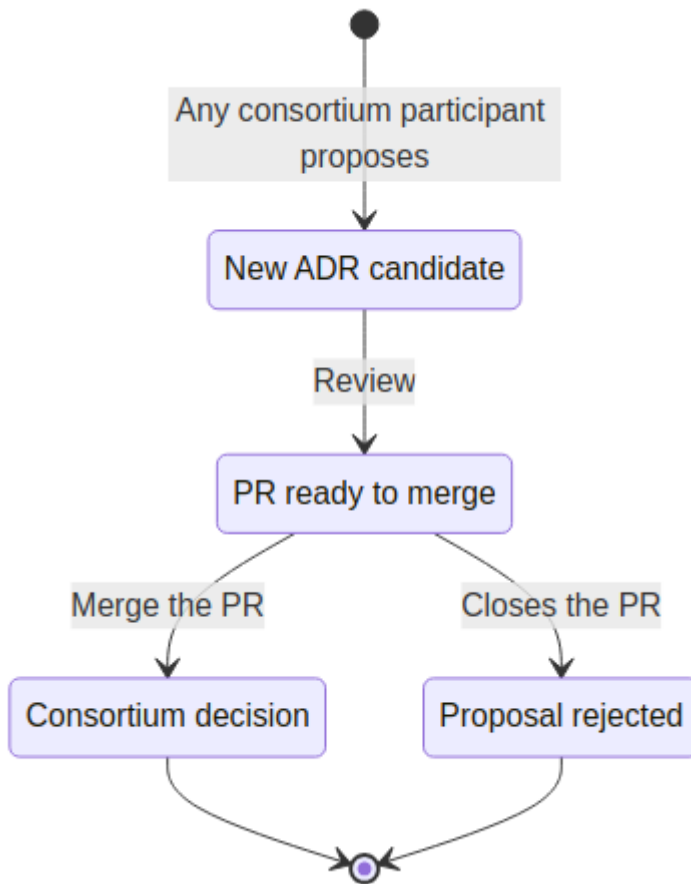 Any consortium participant
proposes
New ADR candidate
Review
PR ready to merge
Merge the PR
Closes the PR
Consortium decision
Proposal rejected